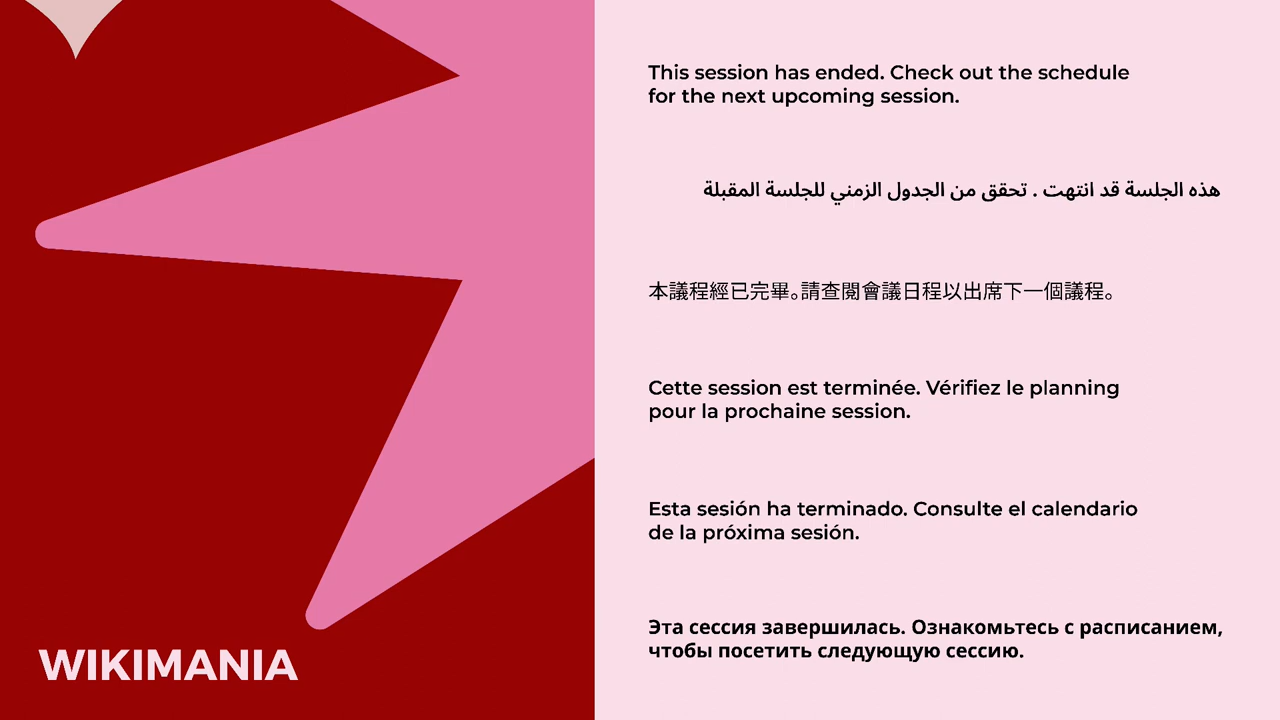 This session has ended. Check out the schedule
for the next upcoming session.
هذه الجلسة قد انتهت . تحقق من الجدول الزمني للجلسة المقبلة
本議程經已完畢。請查閱會議日程以出席下一個議程。
Cette session est terminée. Vérifiez le planning
pour la prochaine session.
Esta sesión ha terminado. Consulte el calendario
de la próxima sesión.
Эта сессия завершилась. Ознакомьтесь с расписанием,
чтобы посетить следующую сессию.
WIKIMANIA